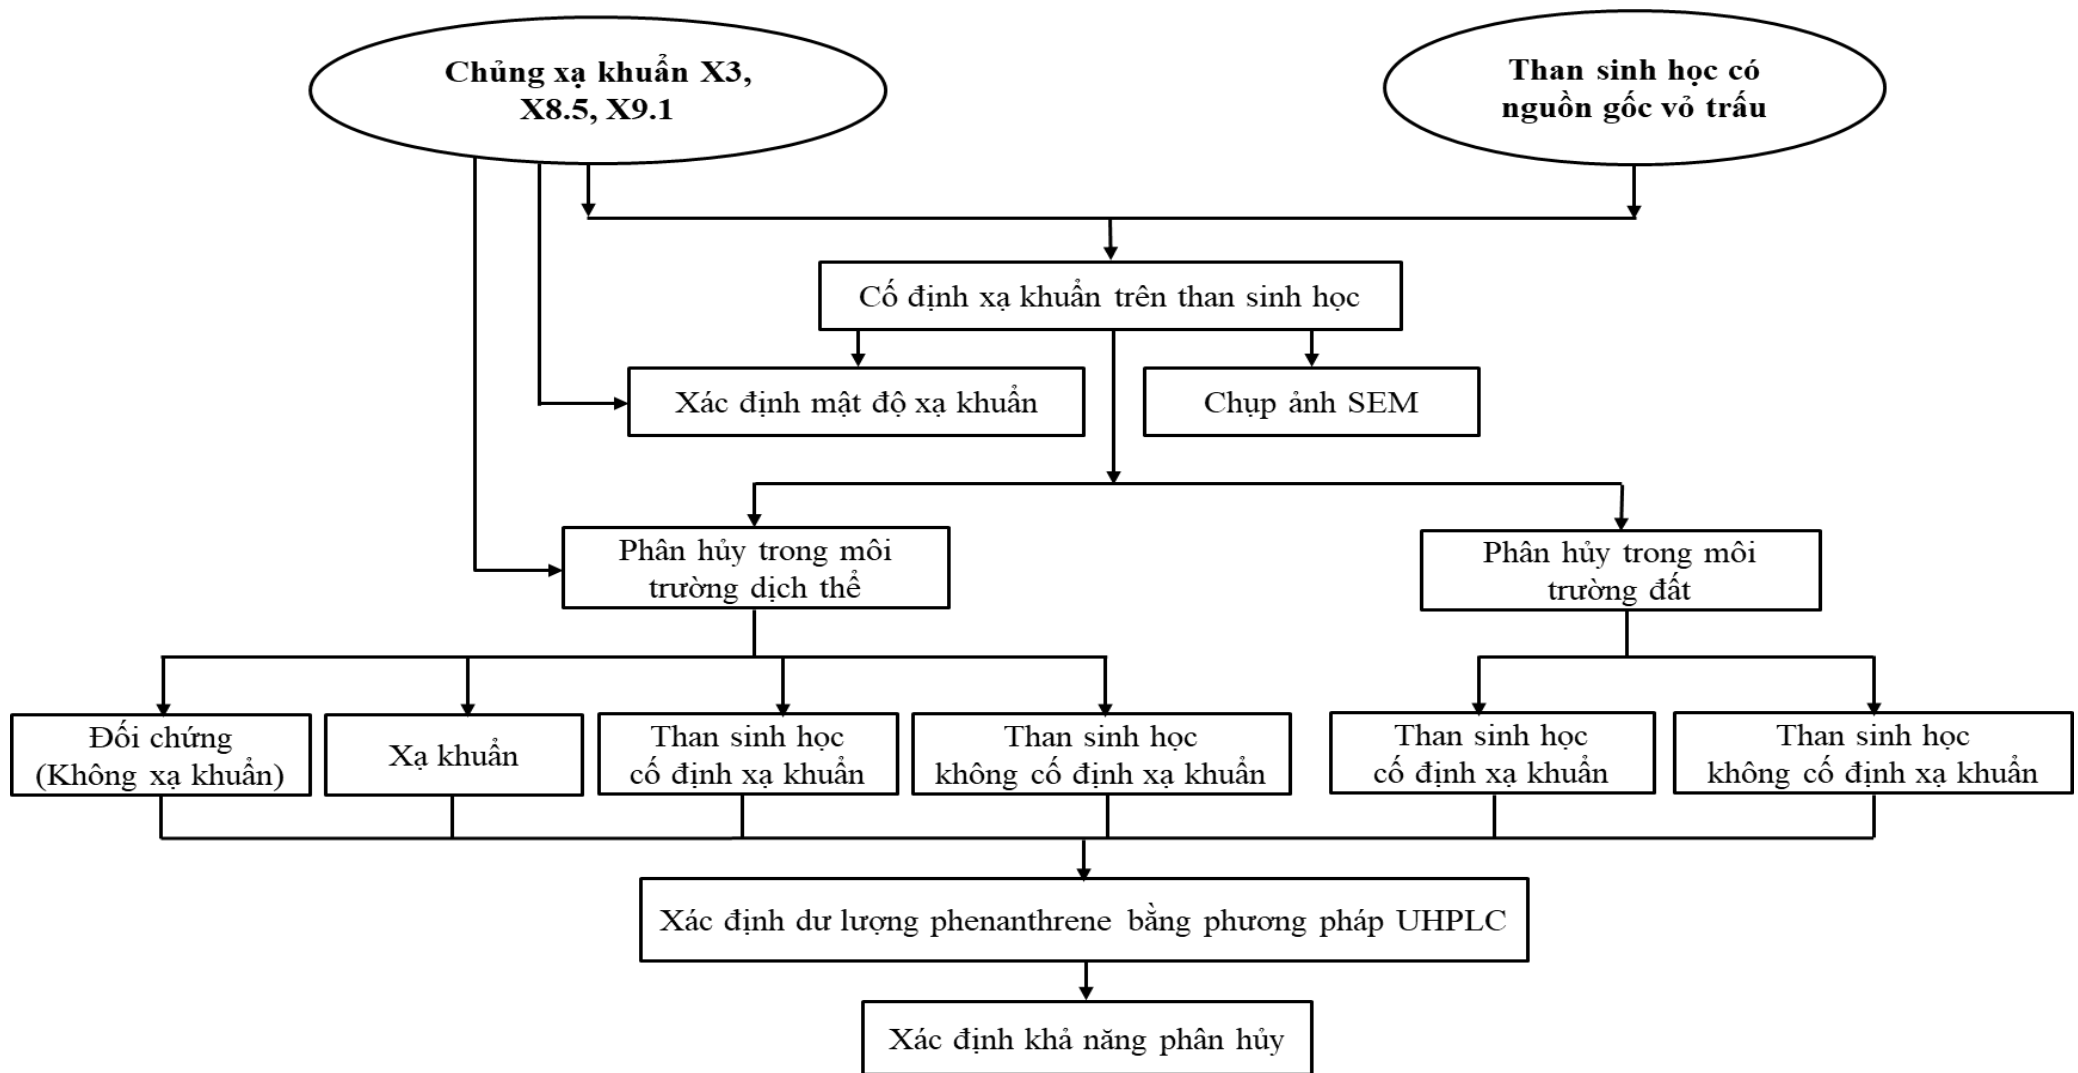 Chủng xạ khuẩn X3,
X8.5, X9.1
Than sinh học có
nguồn gốc vỏ trấu
Cố định xạ khuẩn trên than sinh học
Xác định mật độ xạ khuẩn
Chụp ảnh SEM
Phân hủy trong môi
trường dịch thể
Phân hủy trong môi
trường đất
Đối chứng
(Không xạ khuẩn)
Xạ khuẩn
Than sinh học
cố định xạ khuẩn
Than sinh học
không cố định xạ khuẩn
Than sinh học
cố định xạ khuẩn
Than sinh học
không cố định xạ khuẩn
Xác định dư lượng phenanthrene bằng phương pháp UHPLC
Xác định khả năng phân hủy